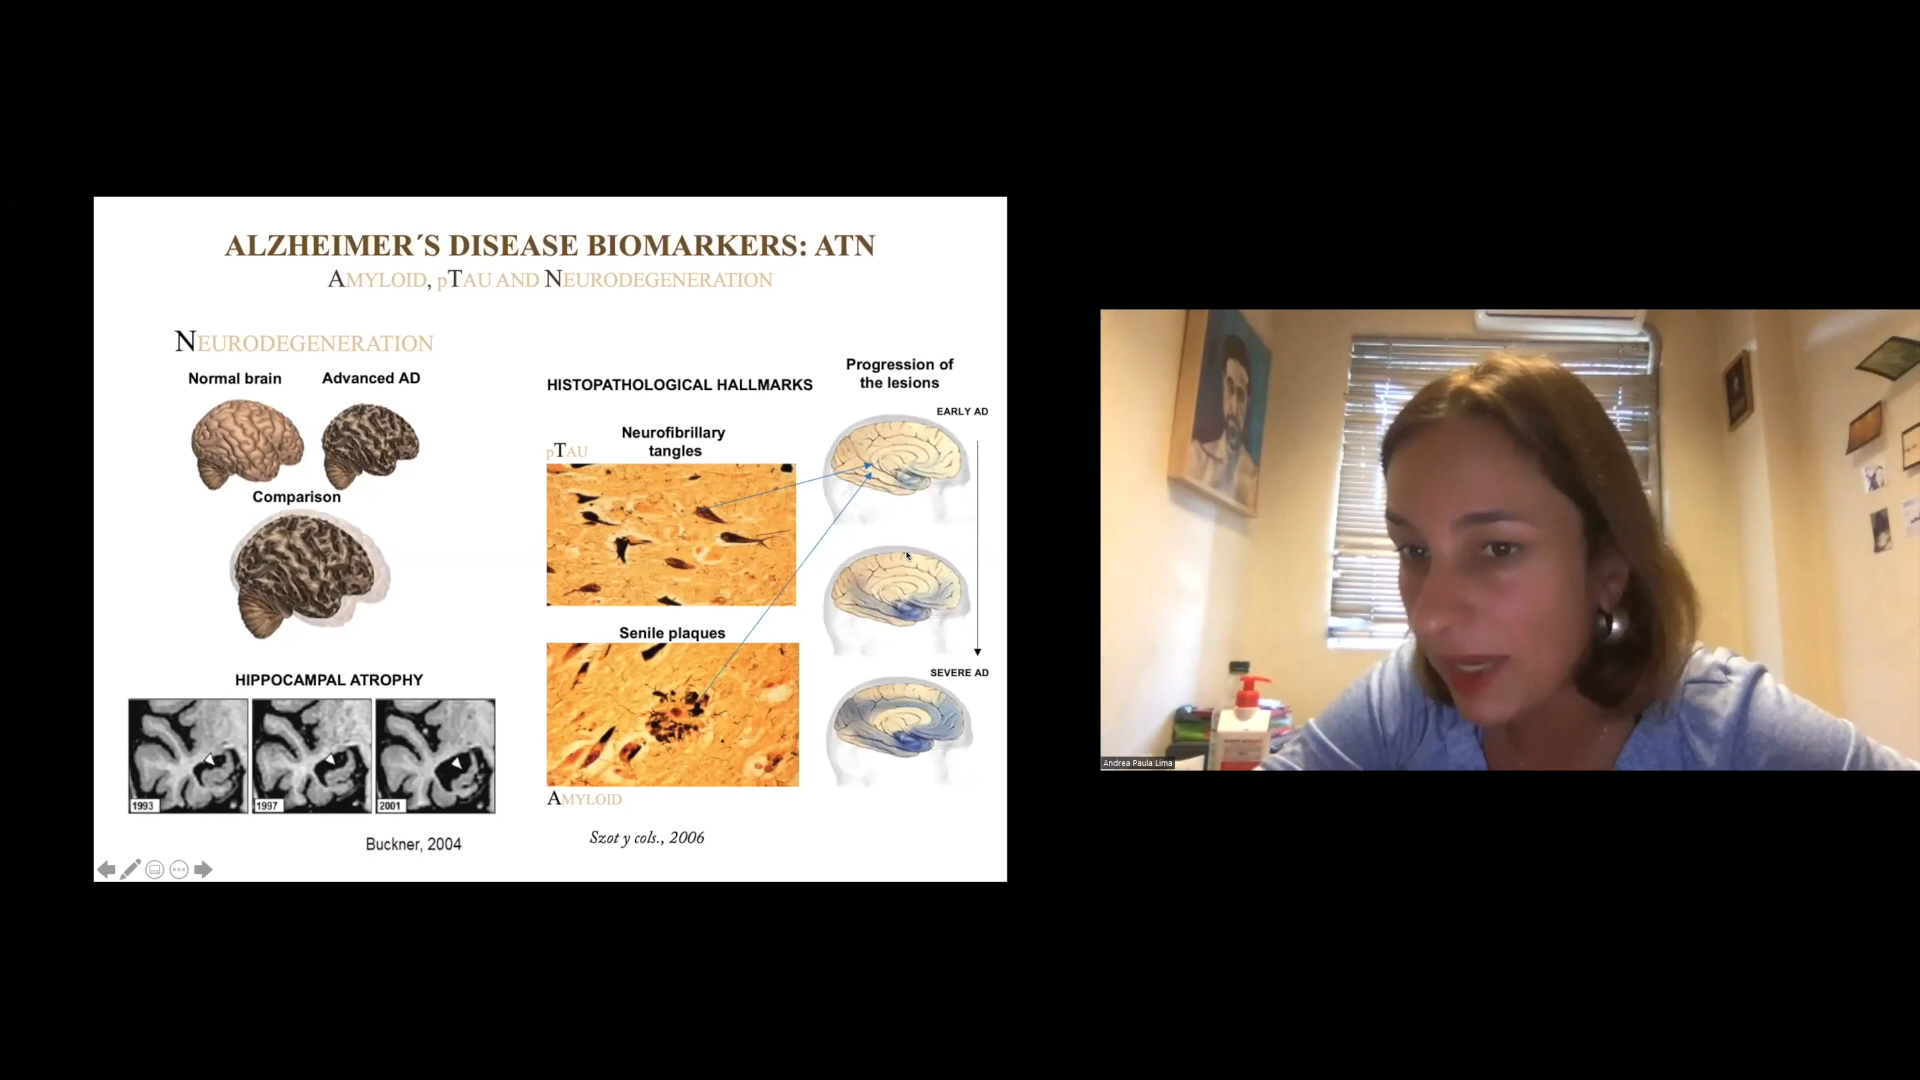 ALZHEIMER´S DISEASE BIOMARKERS: ATN
AMYLOID, pTAU AND NEURODEGENERATION
NEURODEGENERATION
Normal brain
Advanced AD
Comparison
HIPPOCAMPAL ATROPHY
1993
1997
2001
Buckner, 2004
HISTOPATHOLOGICAL HALLMARKS
pTAU
Neurofibrillary
tangles
Senile plaques
AMYLOID
Szot y cols., 2006
Progression of
the lesions
EARLY AD
SEVERE AD
Andrea Paula Lima